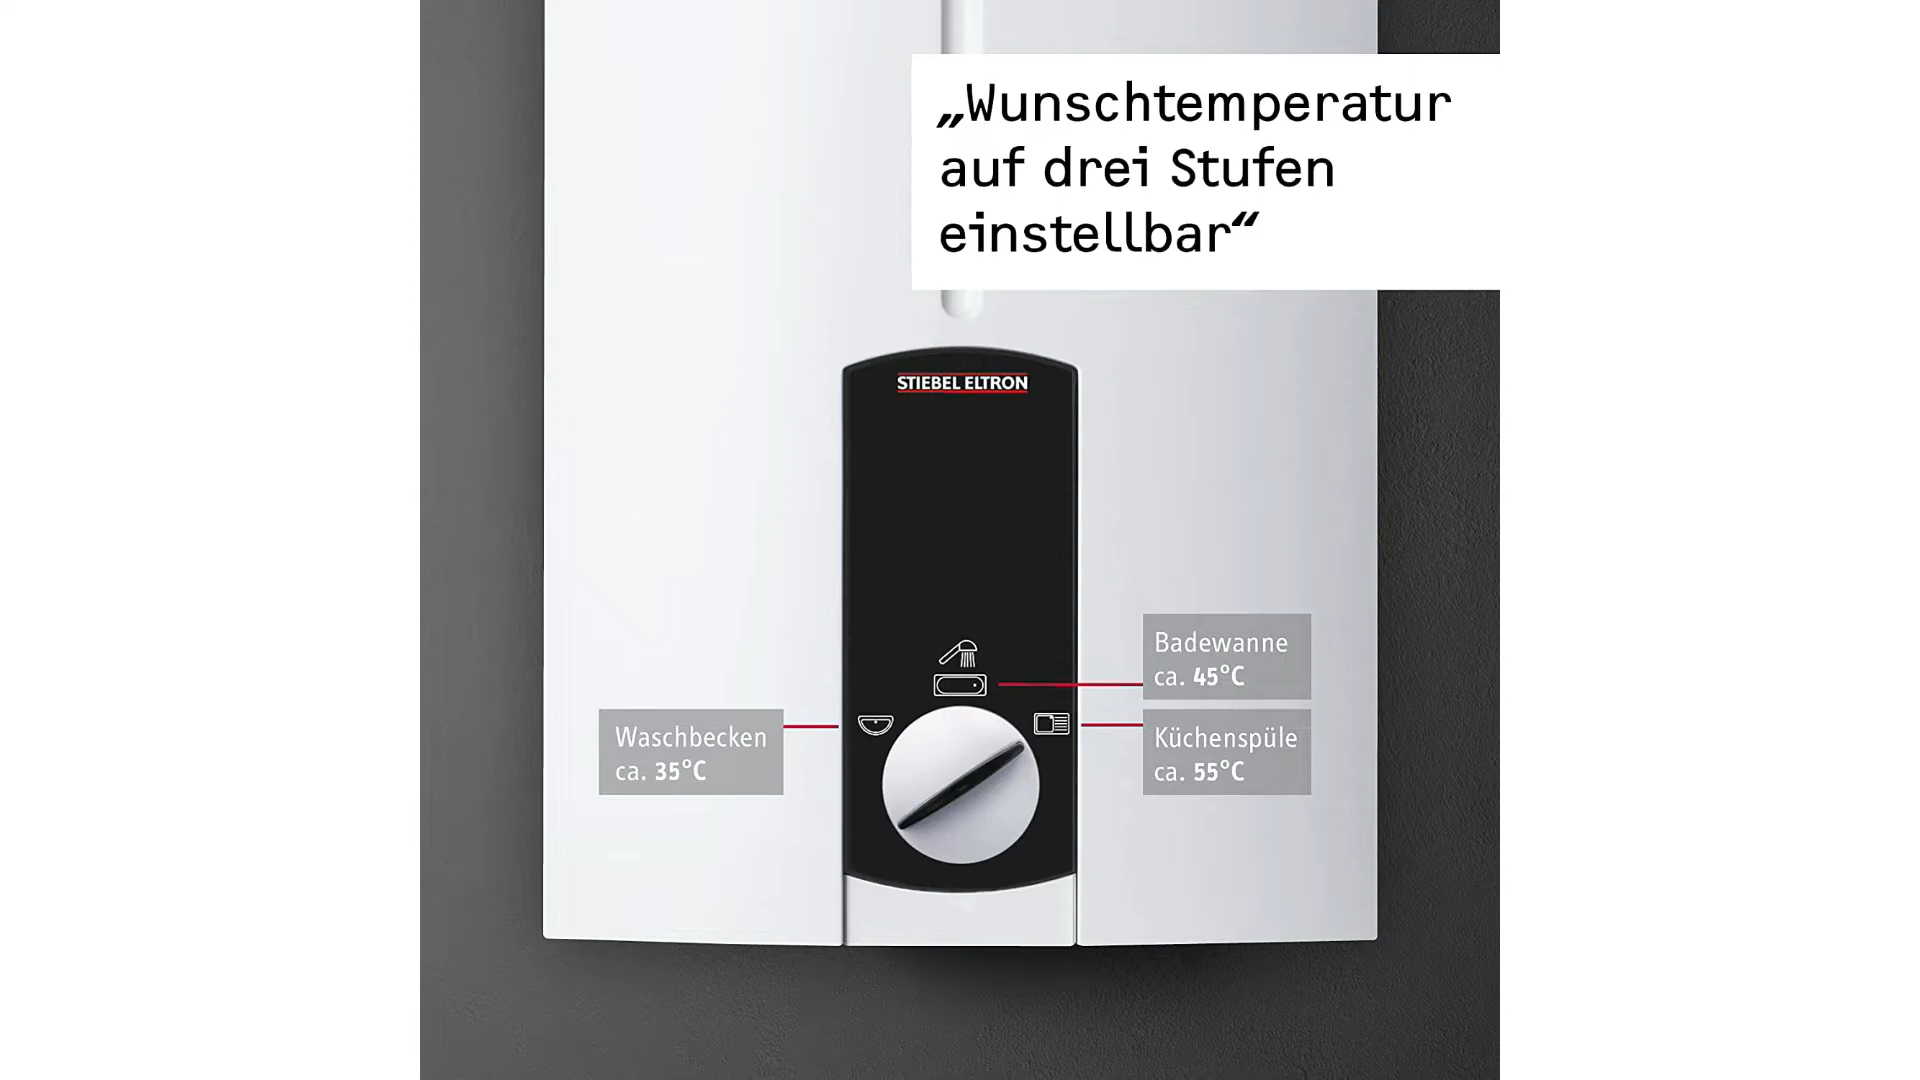 „Wunschtemperatur
auf drei Stufen
einstellbar“
STIEBEL ELTRON
Badewanne
ca. 45°C
Waschbecken
ca. 35°C
Küchenspüle
ca. 55°C